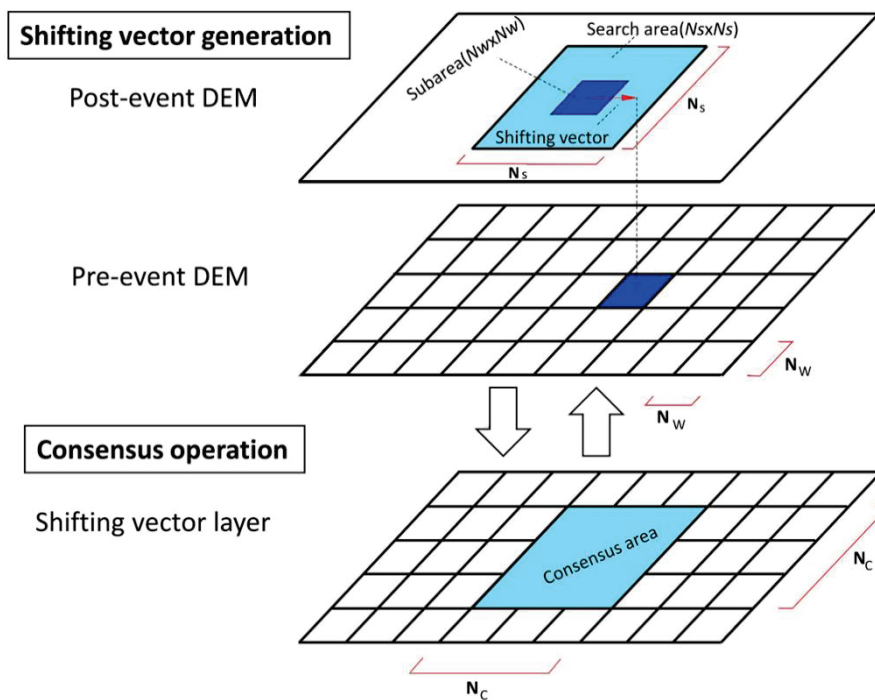 Shifting vector generation
Post-event DEM
Search area(NsxNs)
Subarea(NwxNw)
Shifting vector
Ns
Ns
Pre-event DEM
NW
NW
Consensus operation
Shifting vector layer
Consensus area
NC
NC